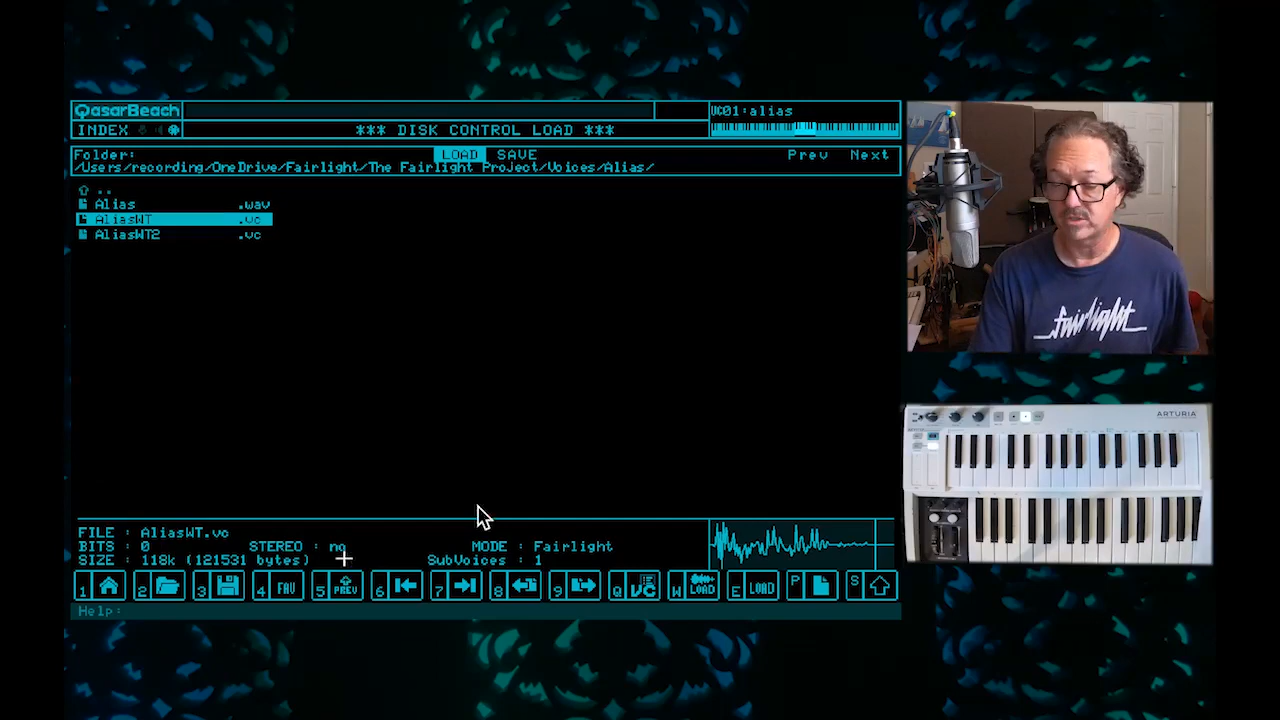 QasarBeach
VC01:alias
INDEX
*** DISK CONTROL LOAD ***
Folder:
LOAD SAVE
Prev Next
/Users/recording/OneDrive/Fairlight/The Fairlight Project/Voices/Alias/
..
Alias .wav
AliasWT .vc
AliasWT2 .vc
FILE : AliasWT.vc
BITS : 0 STEREO : no MODE : Fairlight
SIZE : 118k (121531 bytes) SubVoices : 1
1 2 3 4 FAV 5 PREV 6 7 8 9 Q VC W LOAD E LOAD P S
Help:
fairlight
ARTURIA